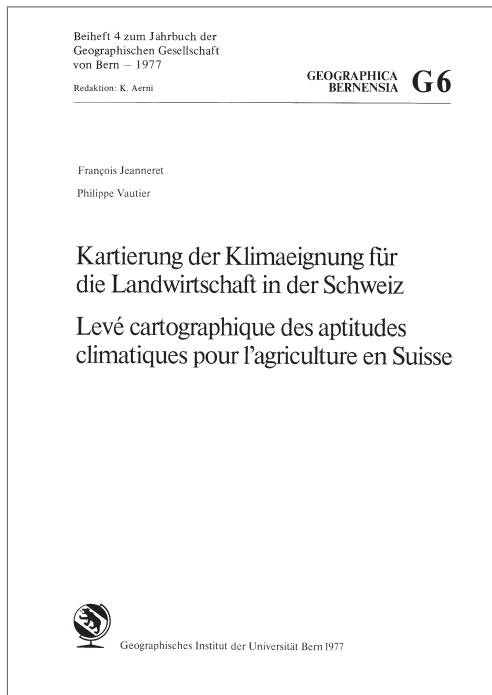 Beiheft 4 zum Jahrbuch der
Geographischen Gesellschaft
von Bern – 1977
Redaktion: K. Aerni
GEOGRAPHICA
BERNENSIA G6
François Jeanneret
Philippe Vautier
Kartierung der Klimaeignung für
die Landwirtschaft in der Schweiz
Levé cartographique des aptitudes
climatiques pour l'agriculture en Suisse
Geographisches Institut der Universität Bern 1977